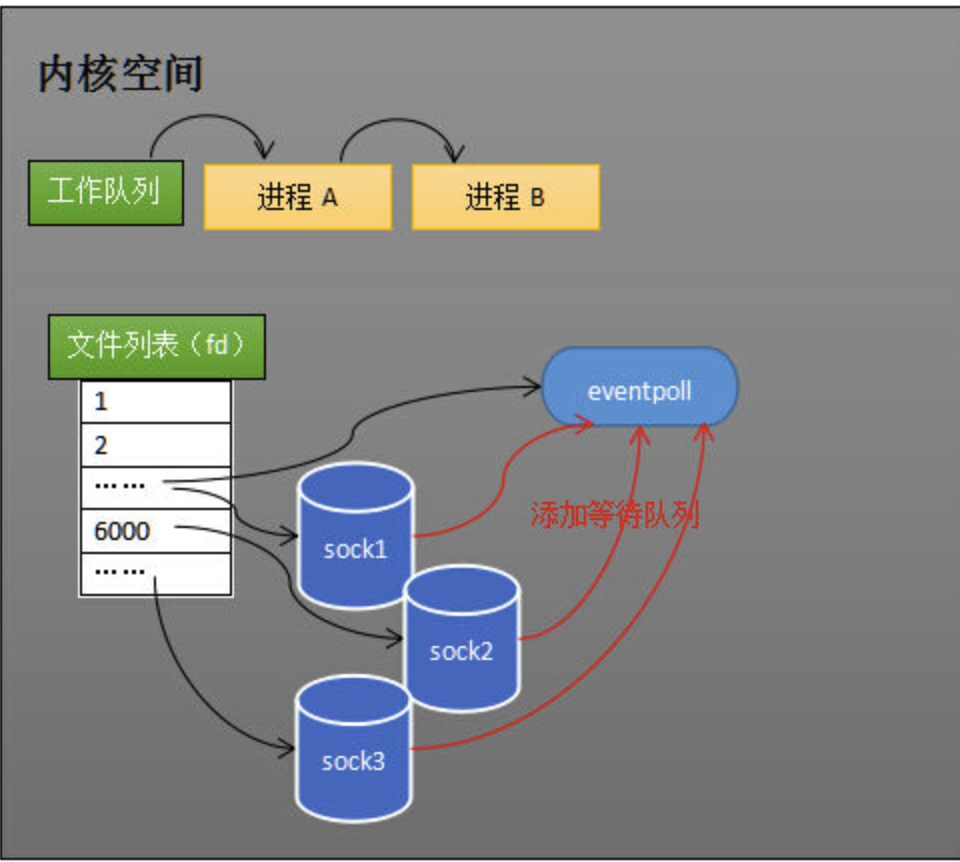 内核空间
工作队列
进程 A
进程 B
文件列表（fd）
1
2
……
6000
……
eventpoll
添加等待队列
sock1
sock2
sock3